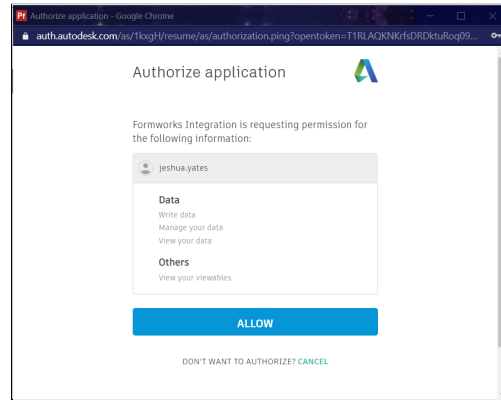 Pf Authorize application - Google Chrome
auth.autodesk.com/as/1kxgH/resume/as/authorization.ping?opentoken=T1RLAQKNKrfsDRDktuRoq09...
Authorize application
Formworks Integration is requesting permission for
the following information:
jeshua.yates
Data
Write data
Manage your data
View your data
Others
View your viewables
ALLOW
DON'T WANT TO AUTHORIZE? CANCEL